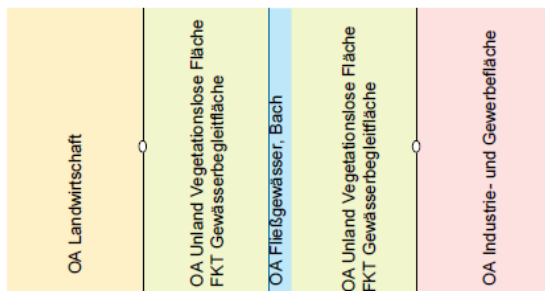 OA Landwirtschaft
OA Unland Vegetationslose Fläche
FKT Gewässerbegleitfläche
OA Fließgewässer, Bach
OA Unland Vegetationslose Fläche
FKT Gewässerbegleitfläche
OA Industrie- und Gewerbefläche